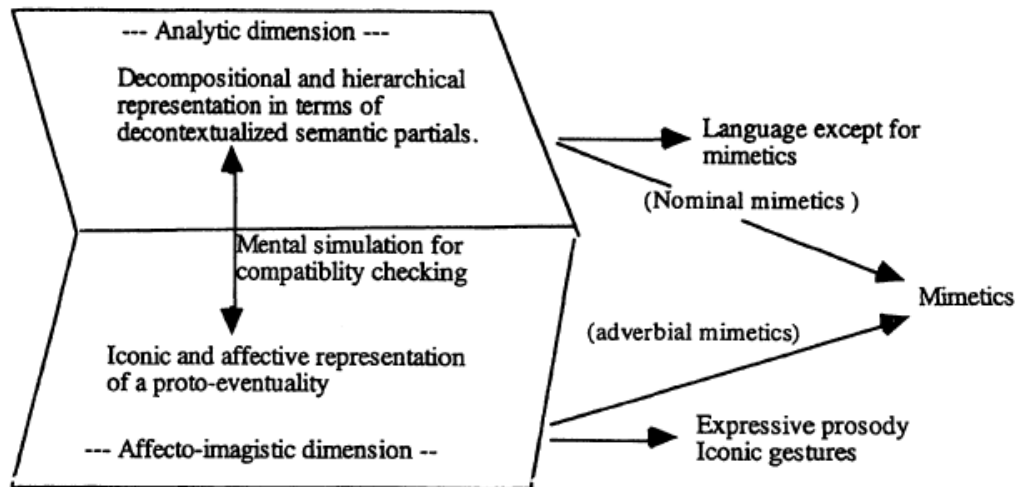 --- Analytic dimension ---
Decompositional and hierarchical
representation in terms of
decontextualized semantic partials.
Language except for
mimetics
(Nominal mimetics )
Mental simulation for
compatiblity checking
Mimetics
(adverbial mimetics)
Iconic and affective representation
of a proto-eventuality
Expressive prosody
Iconic gestures
--- Affecto-imagistic dimension --